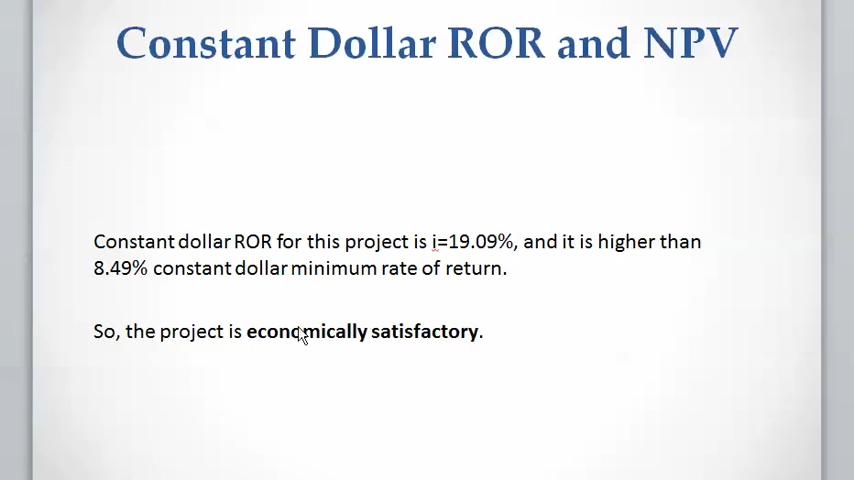 Constant Dollar ROR and NPV
Constant dollar ROR for this project is i=19.09%, and it is higher than
8.49% constant dollar minimum rate of return.
So, the project is economically satisfactory.